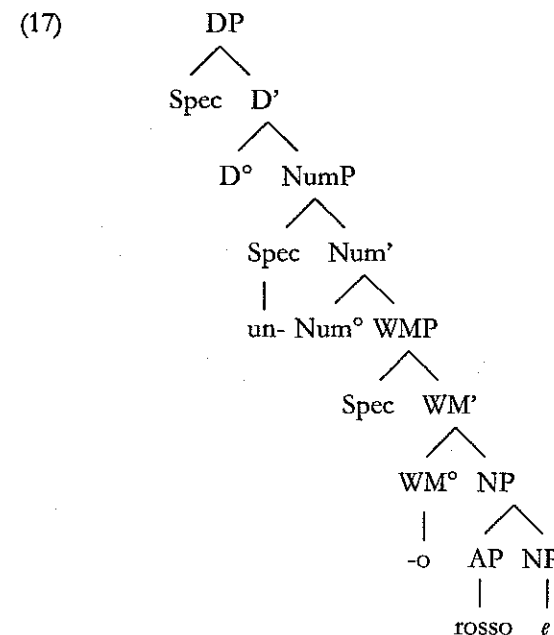 (17) DP
Spec D’
D° NumP
Spec Num’
un- Num° WMP
Spec WM’
WM° NP
-o AP NP
rosso e